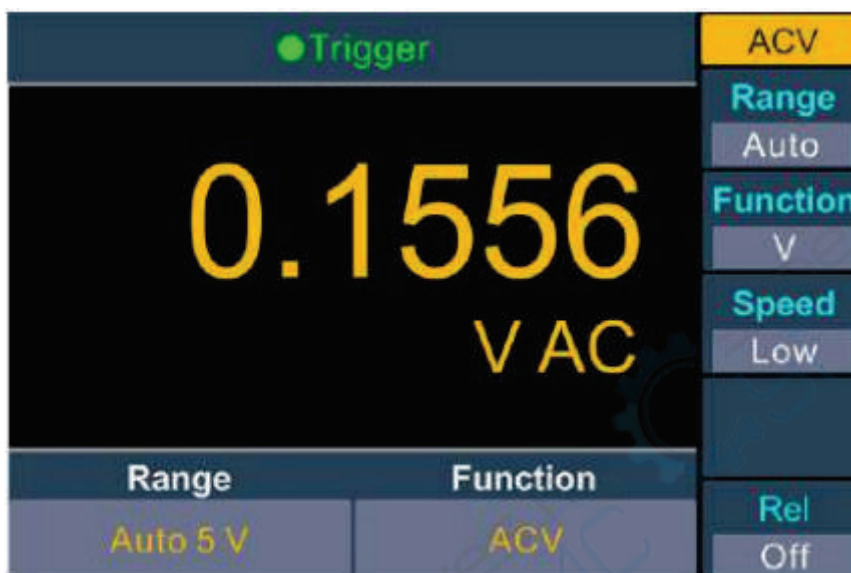 Trigger
0.1556
V AC
Range
Function
Auto 5 V
ACV
ACV
Range
Auto
Function
V
Speed
Low
Rel
Off